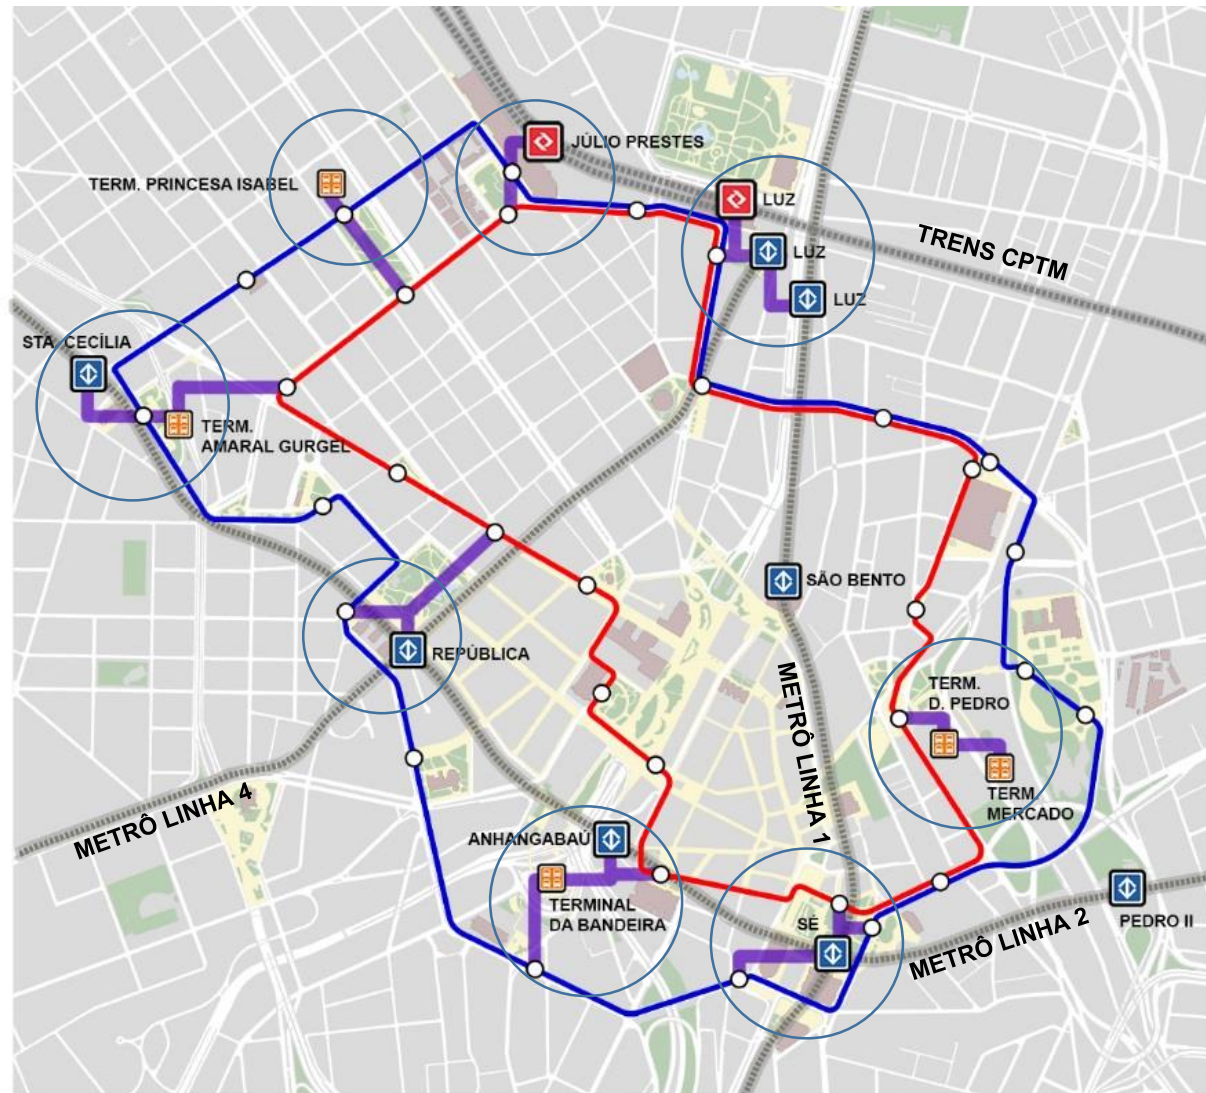 JÚLIO PRESTES
TERM. PRINCESA ISABEL
LUZ
TRENS CPTM
LUZ
LUZ
STA. CECÍLIA
TERM.
AMARAL GURGEL
SÃO BENTO
REPÚBLICA
TERM.
D. PEDRO
METRÔ LINHA 1
TERM.
MERCADO
METRÔ LINHA 4
ANHANGABAÚ
TERMINAL
DA BANDEIRA
SÉ
PEDRO II
METRÔ LINHA 2